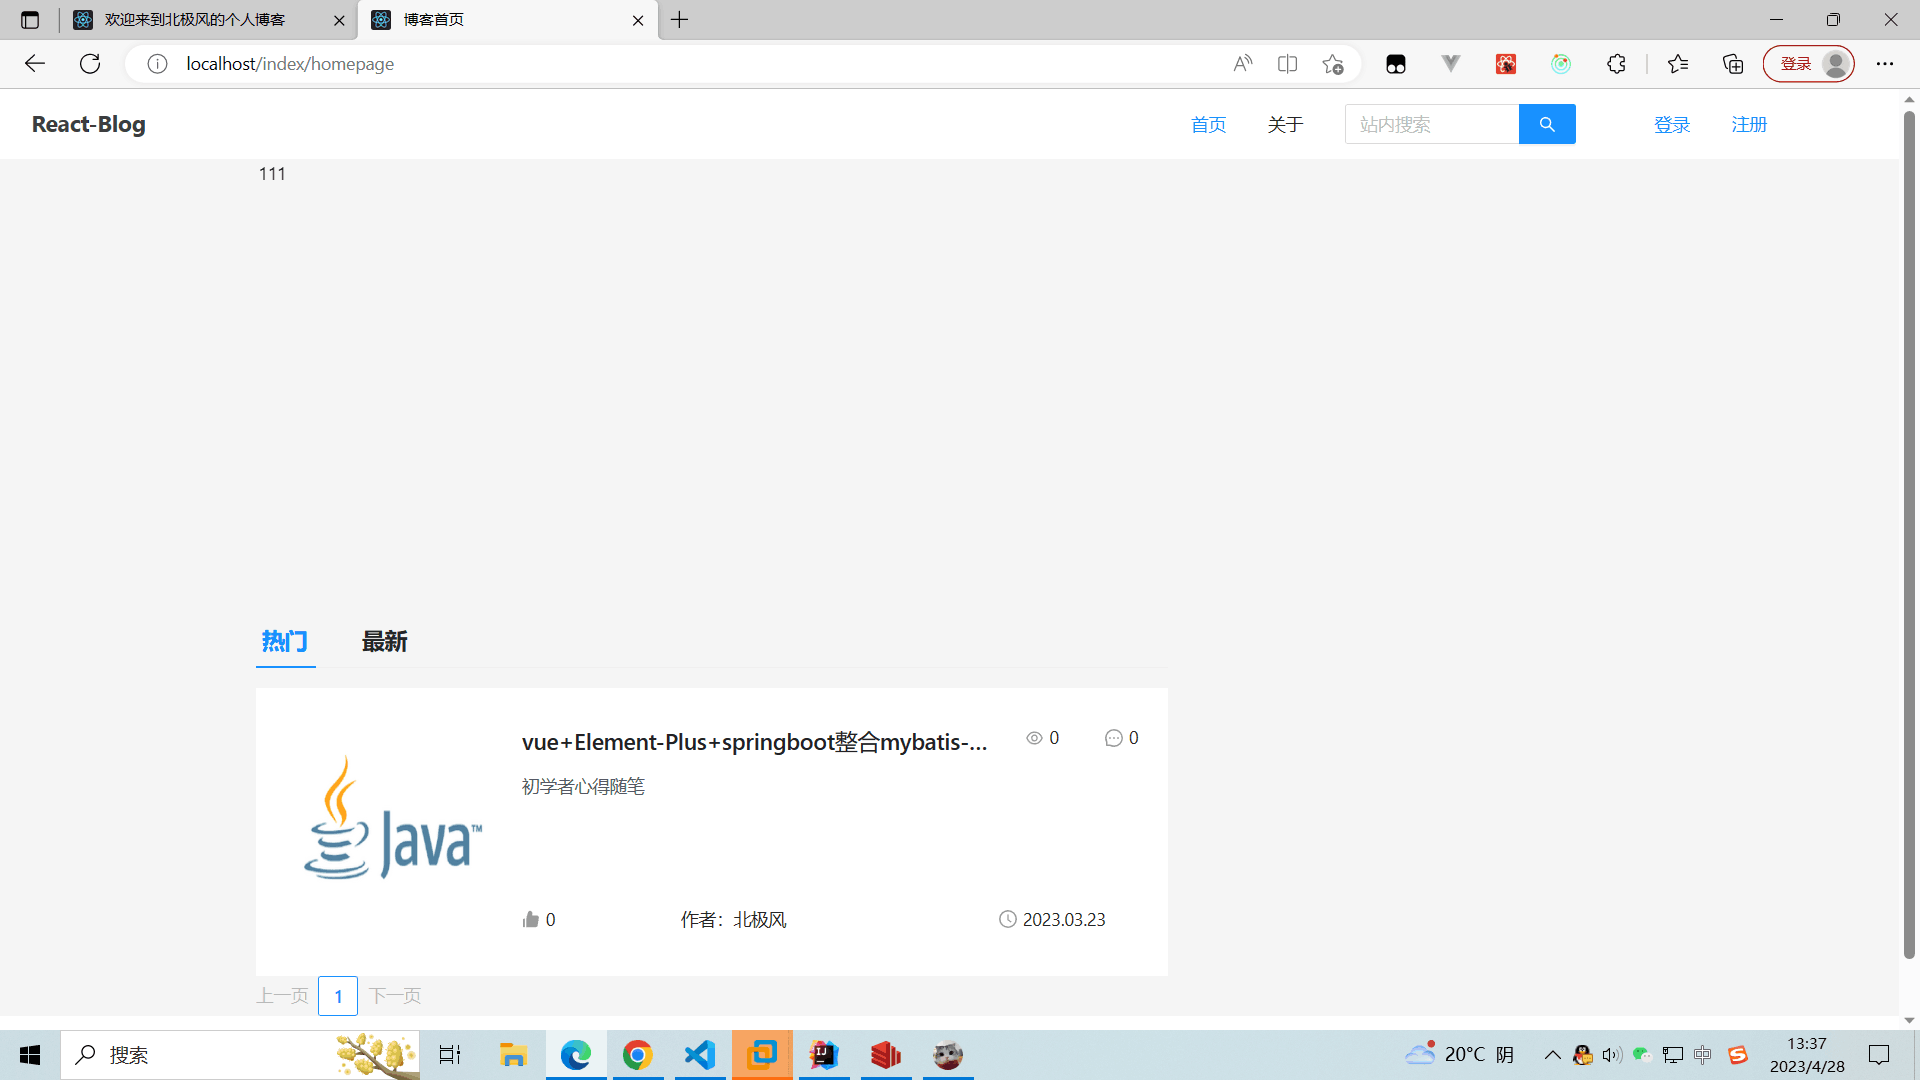 欢迎来到北极风的个人博客
博客首页
localhost/index/homepage
登录
React-Blog
首页
关于
站内搜索
登录
注册
111
热门
最新
vue+Element-Plus+springboot整合mybatis-...
0
0
初学者心得随笔
Java™
0
作者：北极风
2023.03.23
上一页
1
下一页
搜索
20°C 阴
中
13:37
2023/4/28